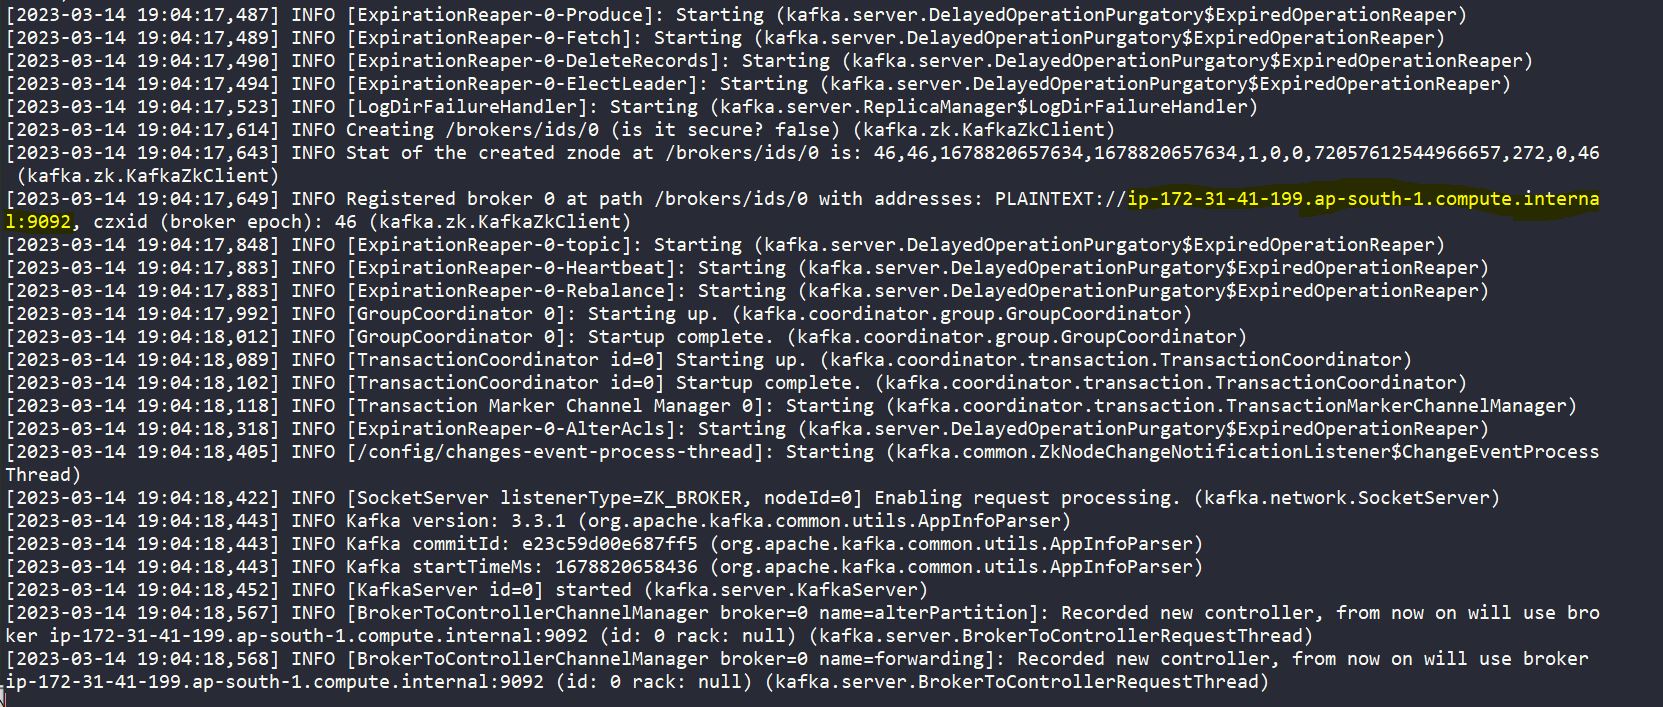 [2023-03-14 19:04:17,487] INFO [ExpirationReaper-0-Produce]: Starting (kafka.server.DelayedOperationPurgatory$ExpiredOperationReaper)
[2023-03-14 19:04:17,489] INFO [ExpirationReaper-0-Fetch]: Starting (kafka.server.DelayedOperationPurgatory$ExpiredOperationReaper)
[2023-03-14 19:04:17,490] INFO [ExpirationReaper-0-DeleteRecords]: Starting (kafka.server.DelayedOperationPurgatory$ExpiredOperationReaper)
[2023-03-14 19:04:17,494] INFO [ExpirationReaper-0-ElectLeader]: Starting (kafka.server.DelayedOperationPurgatory$ExpiredOperationReaper)
[2023-03-14 19:04:17,523] INFO [LogDirFailureHandler]: Starting (kafka.server.ReplicaManager$LogDirFailureHandler)
[2023-03-14 19:04:17,614] INFO Creating /brokers/ids/0 (is it secure? false) (kafka.zk.KafkaZkClient)
[2023-03-14 19:04:17,643] INFO Stat of the created znode at /brokers/ids/0 is: 46,46,1678820657634,1678820657634,1,0,0,72057612544966657,272,0,46
 (kafka.zk.KafkaZkClient)
[2023-03-14 19:04:17,649] INFO Registered broker 0 at path /brokers/ids/0 with addresses: PLAINTEXT://ip-172-31-41-199.ap-south-1.compute.interna
l:9092, czxid (broker epoch): 46 (kafka.zk.KafkaZkClient)
[2023-03-14 19:04:17,848] INFO [ExpirationReaper-0-topic]: Starting (kafka.server.DelayedOperationPurgatory$ExpiredOperationReaper)
[2023-03-14 19:04:17,883] INFO [ExpirationReaper-0-Heartbeat]: Starting (kafka.server.DelayedOperationPurgatory$ExpiredOperationReaper)
[2023-03-14 19:04:17,883] INFO [ExpirationReaper-0-Rebalance]: Starting (kafka.server.DelayedOperationPurgatory$ExpiredOperationReaper)
[2023-03-14 19:04:17,992] INFO [GroupCoordinator 0]: Starting up. (kafka.coordinator.group.GroupCoordinator)
[2023-03-14 19:04:18,012] INFO [GroupCoordinator 0]: Startup complete. (kafka.coordinator.group.GroupCoordinator)
[2023-03-14 19:04:18,089] INFO [TransactionCoordinator id=0] Starting up. (kafka.coordinator.transaction.TransactionCoordinator)
[2023-03-14 19:04:18,102] INFO [TransactionCoordinator id=0] Startup complete. (kafka.coordinator.transaction.TransactionCoordinator)
[2023-03-14 19:04:18,118] INFO [Transaction Marker Channel Manager 0]: Starting (kafka.coordinator.transaction.TransactionMarkerChannelManager)
[2023-03-14 19:04:18,318] INFO [ExpirationReaper-0-AlterAcls]: Starting (kafka.server.DelayedOperationPurgatory$ExpiredOperationReaper)
[2023-03-14 19:04:18,405] INFO [/config/changes-event-process-thread]: Starting (kafka.common.ZkNodeChangeNotificationListener$ChangeEventProcess
Thread)
[2023-03-14 19:04:18,422] INFO [SocketServer listenerType=ZK_BROKER, nodeId=0] Enabling request processing. (kafka.network.SocketServer)
[2023-03-14 19:04:18,443] INFO Kafka version: 3.3.1 (org.apache.kafka.common.utils.AppInfoParser)
[2023-03-14 19:04:18,443] INFO Kafka commitId: e23c59d00e687ff5 (org.apache.kafka.common.utils.AppInfoParser)
[2023-03-14 19:04:18,443] INFO Kafka startTimeMs: 1678820658436 (org.apache.kafka.common.utils.AppInfoParser)
[2023-03-14 19:04:18,452] INFO [KafkaServer id=0] started (kafka.server.KafkaServer)
[2023-03-14 19:04:18,567] INFO [BrokerToControllerChannelManager broker=0 name=alterPartition]: Recorded new controller, from now on will use bro
ker ip-172-31-41-199.ap-south-1.compute.internal:9092 (id: 0 rack: null) (kafka.server.BrokerToControllerRequestThread)
[2023-03-14 19:04:18,568] INFO [BrokerToControllerChannelManager broker=0 name=forwarding]: Recorded new controller, from now on will use broker
ip-172-31-41-199.ap-south-1.compute.internal:9092 (id: 0 rack: null) (kafka.server.BrokerToControllerRequestThread)